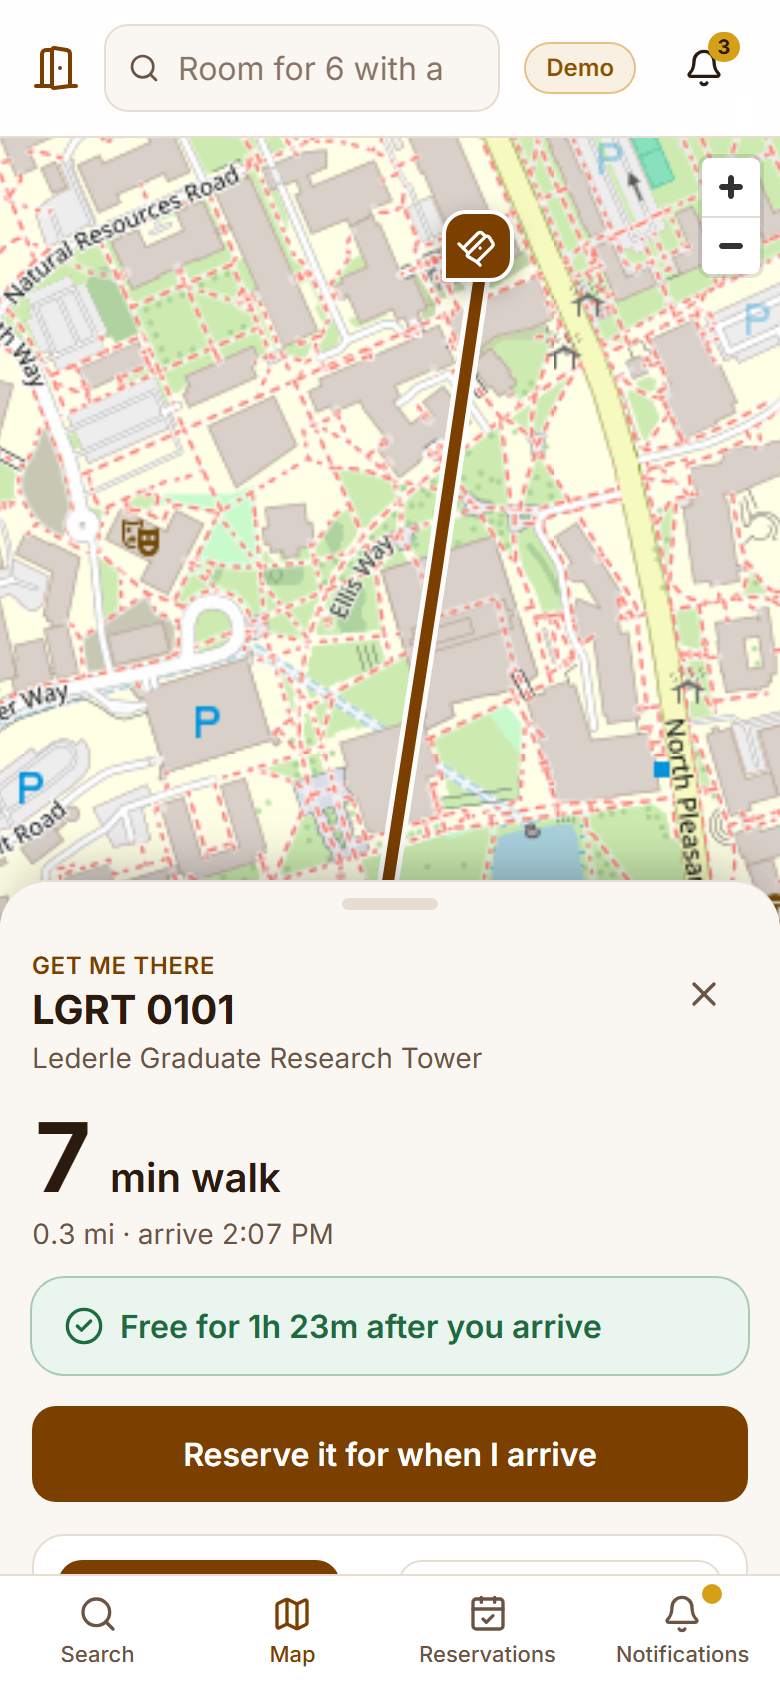 Room for 6 with a
Demo
3
Natural Resources Road
P
+
−
h Way
P
Ellis Way
er Way
P
P
North Pleasan
t Road
GET ME THERE
LGRT 0101
Lederle Graduate Research Tower
7 min walk
0.3 mi · arrive 2:07 PM
Free for 1h 23m after you arrive
Reserve it for when I arrive
Search
Map
Reservations
Notifications